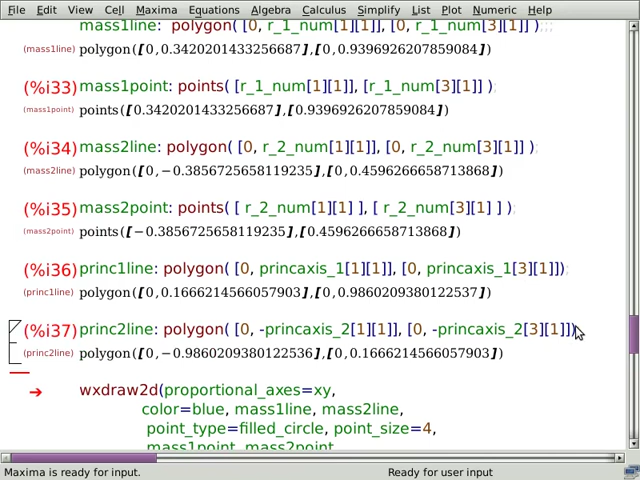 File Edit View Cell Maxima Equations Algebra Calculus Simplify List Plot Numeric Help
mass1line: polygon( [0, r_1_num[1][1]], [0, r_1_num[3][1]] );
(mass1line) polygon([0,0.3420201433256687],[0,0.9396926207859084])
(%i33) mass1point: points( [r_1_num[1][1]], [r_1_num[3][1]] );
(mass1point) points([0.3420201433256687],[0.9396926207859084])
(%i34) mass2line: polygon( [0, r_2_num[1][1]], [0, r_2_num[3][1]] );
(mass2line) polygon([0,−0.3856725658119235],[0,0.4596266658713868])
(%i35) mass2point: points( [ r_2_num[1][1] ], [ r_2_num[3][1] ] );
(mass2point) points([−0.3856725658119235],[0.4596266658713868])
(%i36) princ1line: polygon( [0, princaxis_1[1][1]], [0, princaxis_1[3][1]]);
(princ1line) polygon([0,0.1666214566057903],[0,0.9860209380122537])
(%i37) princ2line: polygon( [0, -princaxis_2[1][1]], [0, -princaxis_2[3][1]])
(princ2line) polygon([0,−0.9860209380122536],[0,0.1666214566057903])
wxdraw2d(proportional_axes=xy,
color=blue, mass1line, mass2line,
point_type=filled_circle, point_size=4,
mass1point, mass2point,
Maxima is ready for input. Ready for user input